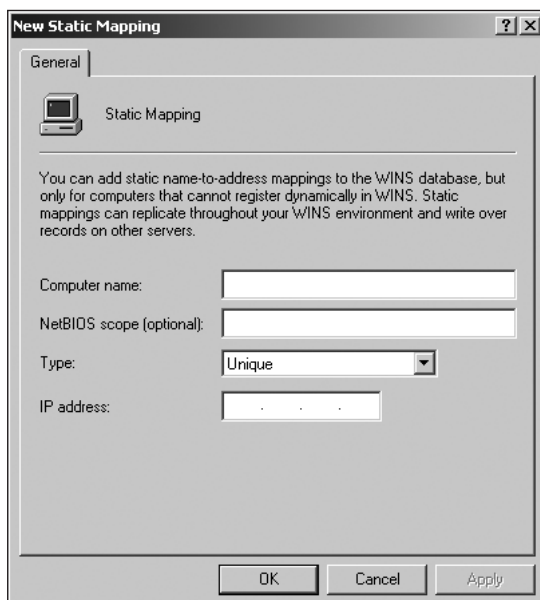 New Static Mapping
General
Static Mapping
You can add static name-to-address mappings to the WINS database, but
only for computers that cannot register dynamically in WINS. Static
mappings can replicate throughout your WINS environment and write over
records on other servers.
Computer name:
NetBIOS scope (optional):
Type: Unique
IP address: . . .
OK Cancel Apply